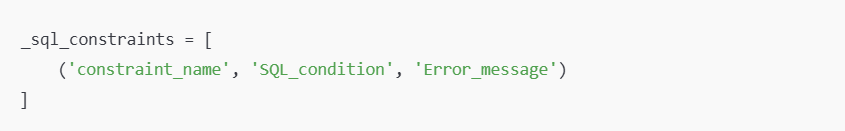 _sql_constraints = [
    ('constraint_name', 'SQL_condition', 'Error_message')
]